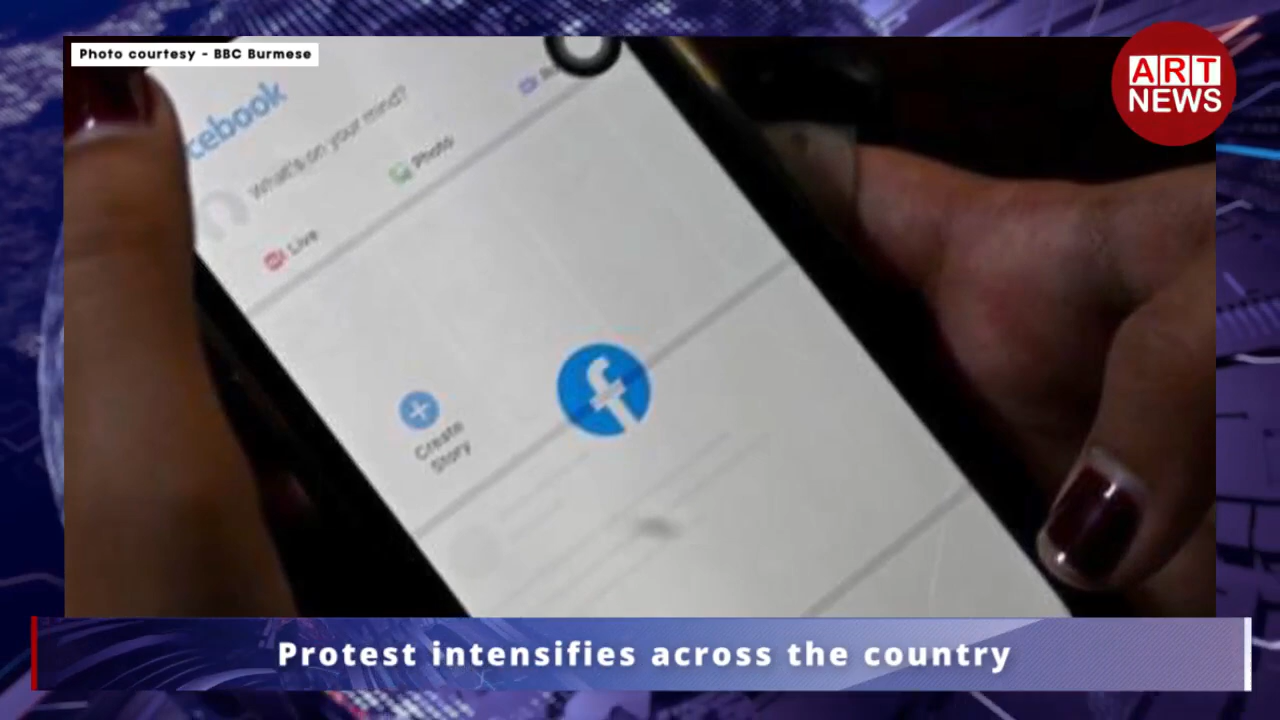 Photo courtesy - BBC Burmese
ART
NEWS
cebook
What's on your mind?
Photo
Live
Create
Story
Protest intensifies across the country